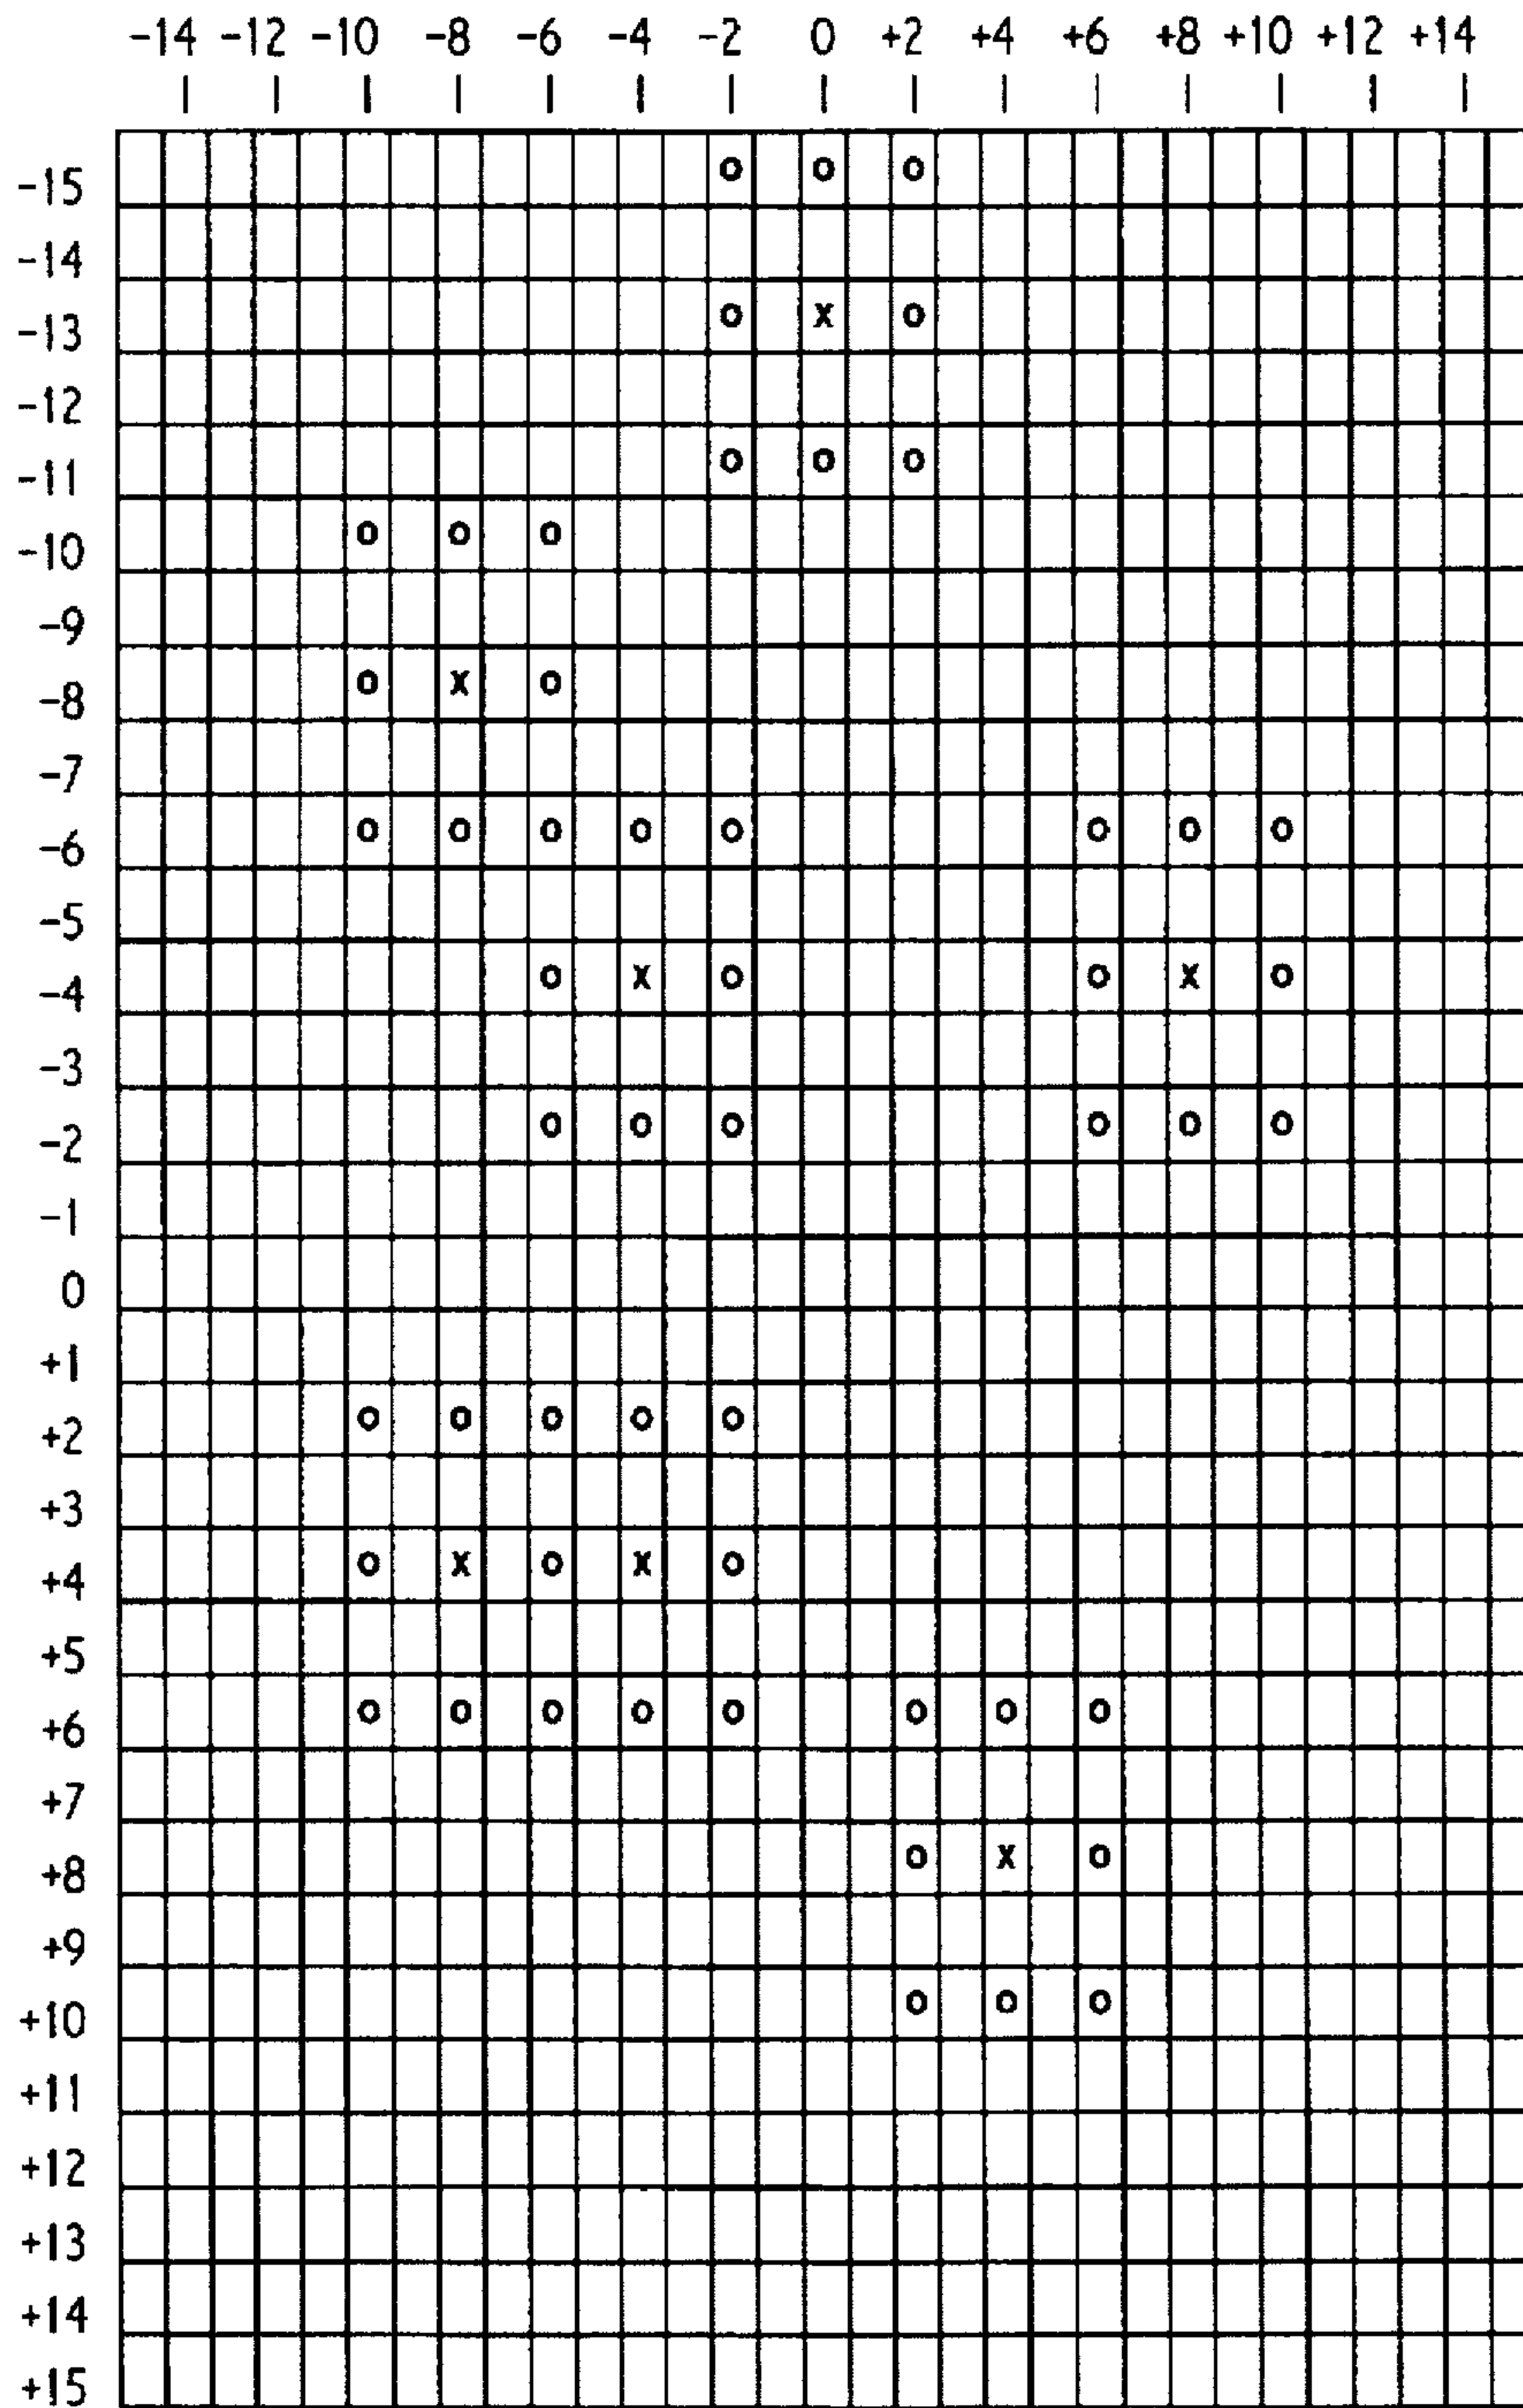 -14 -12 -10 -8 -6 -4 -2 0 +2 +4 +6 +8 +10 +12 +14
-15 o o o
-14
-13 o x o
-12
-11 o o o
-10 o o o
-9
-8 o x o
-7
-6 o o o o o o o o
-5
-4 o x o o x o
-3
-2 o o o o o o
-1
0
+1
+2 o o o o o
+3
+4 o x o x o
+5
+6 o o o o o o o o
+7
+8 o x o
+9
+10 o o o
+11
+12
+13
+14
+15